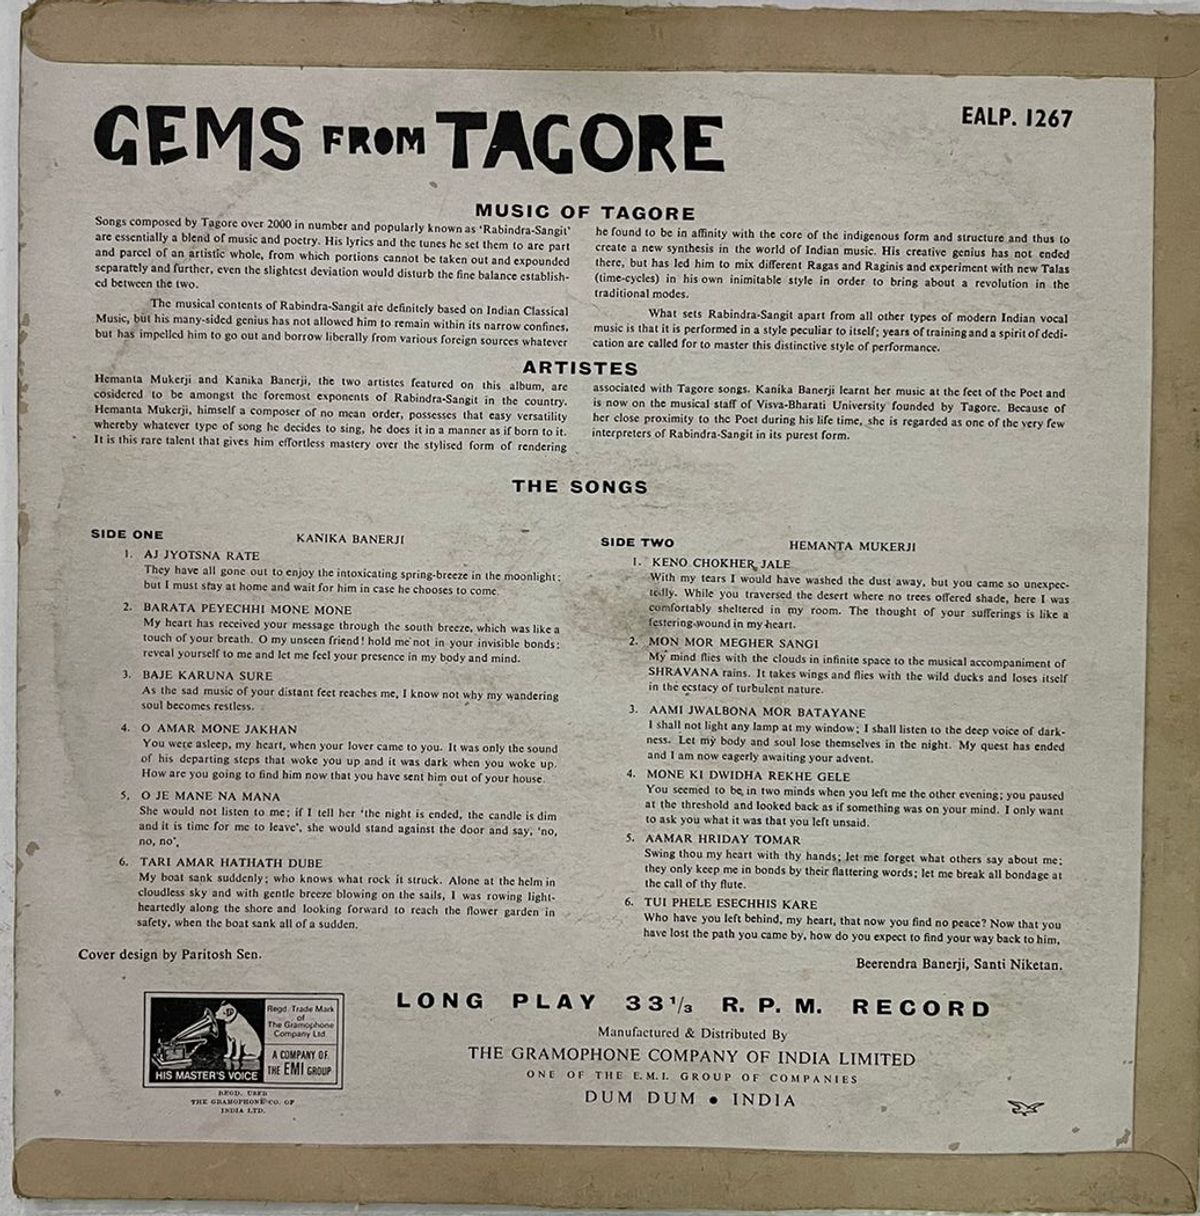 GEMS FROM TAGORE
EALP. 1267
MUSIC OF TAGORE
Songs composed by Tagore over 2000 in number and popularly known as ‘Rabindra-Sangit’
are essentially a blend of music and poetry. His lyrics and the tunes he set them to are part
and parcel of an artistic whole, from which portions cannot be taken out and expounded
separately and further, even the slightest deviation would disturb the fine balance establish-
ed between the two.
The musical contents of Rabindra-Sangit are definitely based on Indian Classical
Music, but his many-sided genius has not allowed him to remain within its narrow confines,
but has impelled him to go out and borrow liberally from various foreign sources whatever
he found to be in affinity with the core of the indigenous form and structure and thus to
create a new synthesis in the world of Indian music. His creative genius has not ended
there, but has led him to mix different Ragas and Raginis and experiment with new Talas
(time-cycles) in his own inimitable style in order to bring about a revolution in the
traditional modes.
What sets Rabindra-Sangit apart from all other types of modern Indian vocal
music is that it is performed in a style peculiar to itself; years of training and a spirit of dedi-
cation are called for to master this distinctive style of performance.
ARTISTES
Hemanta Mukerji and Kanika Banerji, the two artistes featured on this album, are
cosidered to be amongst the foremost exponents of Rabindra-Sangit in the country.
Hemanta Mukerji, himself a composer of no mean order, possesses that easy versatility
whereby whatever type of song he decides to sing, he does it in a manner as if born to it.
It is this rare talent that gives him effortless mastery over the stylised form of rendering
associated with Tagore songs. Kanika Banerji learnt her music at the feet of the Poet and
is now on the musical staff of Visva-Bharati University founded by Tagore. Because of
her close proximity to the Poet during his life time, she is regarded as one of the very few
interpreters of Rabindra-Sangit in its purest form.
THE SONGS
SIDE ONE
KANIKA BANERJI
1. AJ JYOTSNA RATE
They have all gone out to enjoy the intoxicating spring-breeze in the moonlight;
but I must stay at home and wait for him in case he chooses to come.
2. BARATA PEYECHHI MONE MONE
My heart has received your message through the south breeze, which was like a
touch of your breath. O my unseen friend! hold me not in your invisible bonds;
reveal yourself to me and let me feel your presence in my body and mind.
3. BAJE KARUNA SURE
As the sad music of your distant feet reaches me, I know not why my wandering
soul becomes restless.
4. O AMAR MONE JAKHAN
You were asleep, my heart, when your lover came to you. It was only the sound
of his departing steps that woke you up and it was dark when you woke up.
How are you going to find him now that you have sent him out of your house.
5, O JE MANE NA MANA
She would not listen to me; if I tell her ‘the night is ended, the candle is dim
and it is time for me to leave’, she would stand against the door and say, ‘no,
no, no’,
6. TARI AMAR HATHATH DUBE
My boat sank suddenly; who knows what rock it struck. Alone at the helm in
cloudless sky and with gentle breeze blowing on the sails, I was rowing light-
heartedly along the shore and looking forward to reach the flower garden in
safety, when the boat sank all of a sudden.
SIDE TWO
HEMANTA MUKERJI
1. KENO CHOKHER JALE
With my tears I would have washed the dust away, but you came so unexpec-
tedly. While you traversed the desert where no trees offered shade, here I was
comfortably sheltered in my room. The thought of your sufferings is like a
festering-wound in my heart.
2. MON MOR MEGHER SANGI
My mind flies with the clouds in infinite space to the musical accompaniment of
SHRAVANA rains. It takes wings and flies with the wild ducks and loses itself
in the ecstacy of turbulent nature.
3. AAMI JWALBONA MOR BATAYANE
I shall not light any lamp at my window; I shall listen to the deep voice of dark-
ness. Let my body and soul lose themselves in the night. My quest has ended
and I am now eagerly awaiting your advent.
4. MONE KI DWIDHA REKHE GELE
You seemed to be in two minds when you left me the other evening; you paused
at the threshold and looked back as if something was on your mind. I only want
to ask you what it was that you left unsaid.
5. AAMAR HRIDAY TOMAR
Swing thou my heart with thy hands; let me forget what others say about me;
they only keep me in bonds by their flattering words; let me break all bondage at
the call of thy flute.
6. TUI PHELE ESECHHIS KARE
Who have you left behind, my heart, that now you find no peace? Now that you
have lost the path you came by, how do you expect to find your way back to him,
Cover design by Paritosh Sen.
Beerendra Banerji, Santi Niketan.
HIS MASTER'S VOICE
Regd. Trade Mark
of
The Gramophone
Company Ltd.
A COMPANY OF
THE EMI GROUP
REGD. USER
THE GRAMOPHONE CO. OF
INDIA LTD.
LONG PLAY 33 1/3 R.P.M. RECORD
Manufactured & Distributed By
THE GRAMOPHONE COMPANY OF INDIA LIMITED
ONE OF THE E.M.I. GROUP OF COMPANIES
DUM DUM ● INDIA